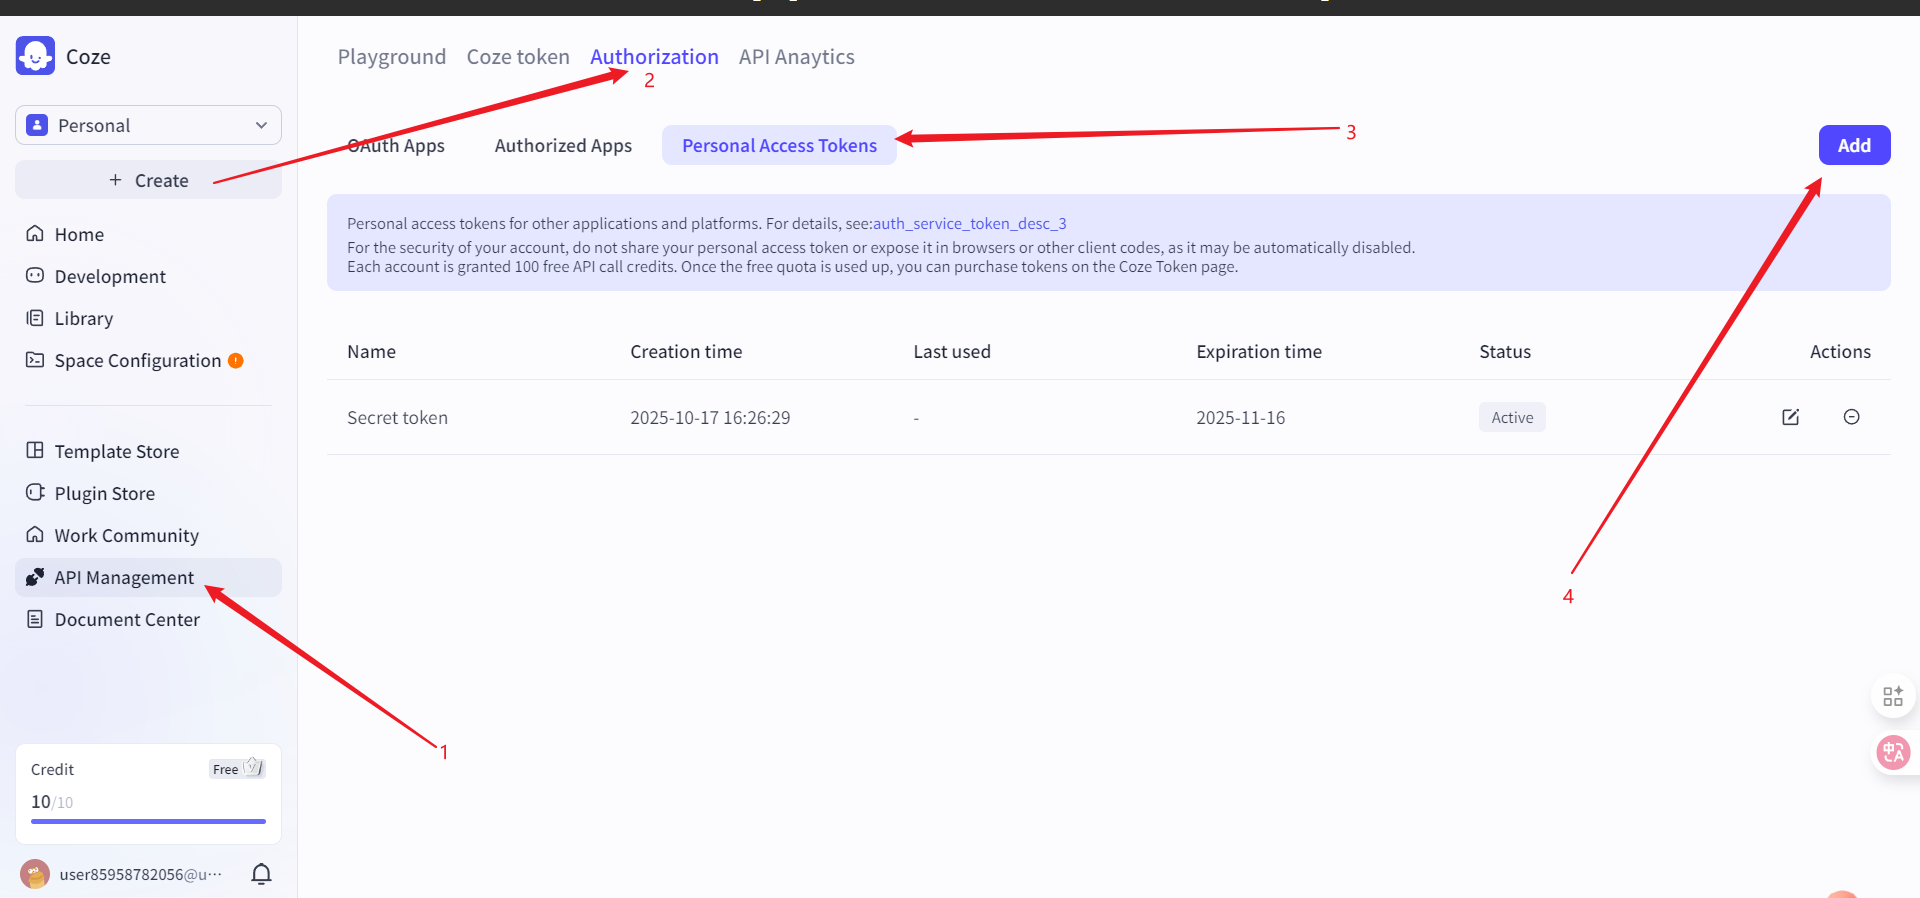 Coze
Personal
+ Create
Home
Development
Library
Space Configuration
Template Store
Plugin Store
Work Community
API Management
Document Center
1
Credit
Free
10/10
user85958782056@u···
Playground Coze token Authorization API Anaytics
2
OAuth Apps Authorized Apps Personal Access Tokens
3
Add
Personal access tokens for other applications and platforms. For details, see:auth_service_token_desc_3
For the security of your account, do not share your personal access token or expose it in browsers or other client codes, as it may be automatically disabled.
Each account is granted 100 free API call credits. Once the free quota is used up, you can purchase tokens on the Coze Token page.
Name Creation time Last used Expiration time Status Actions
Secret token 2025-10-17 16:26:29 - 2025-11-16 Active
4
中A